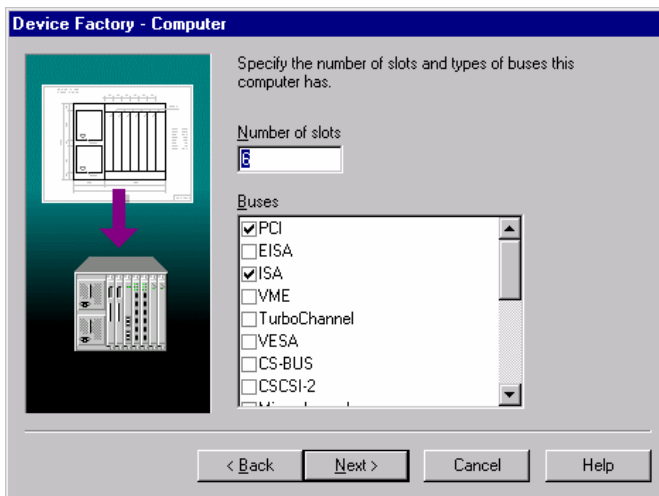 Device Factory - Computer
Specify the number of slots and types of buses this
computer has.
Number of slots
6
Buses
PCI
EISA
ISA
VME
TurboChannel
VESA
CS-BUS
CSCSI-2
< Back
Next >
Cancel
Help